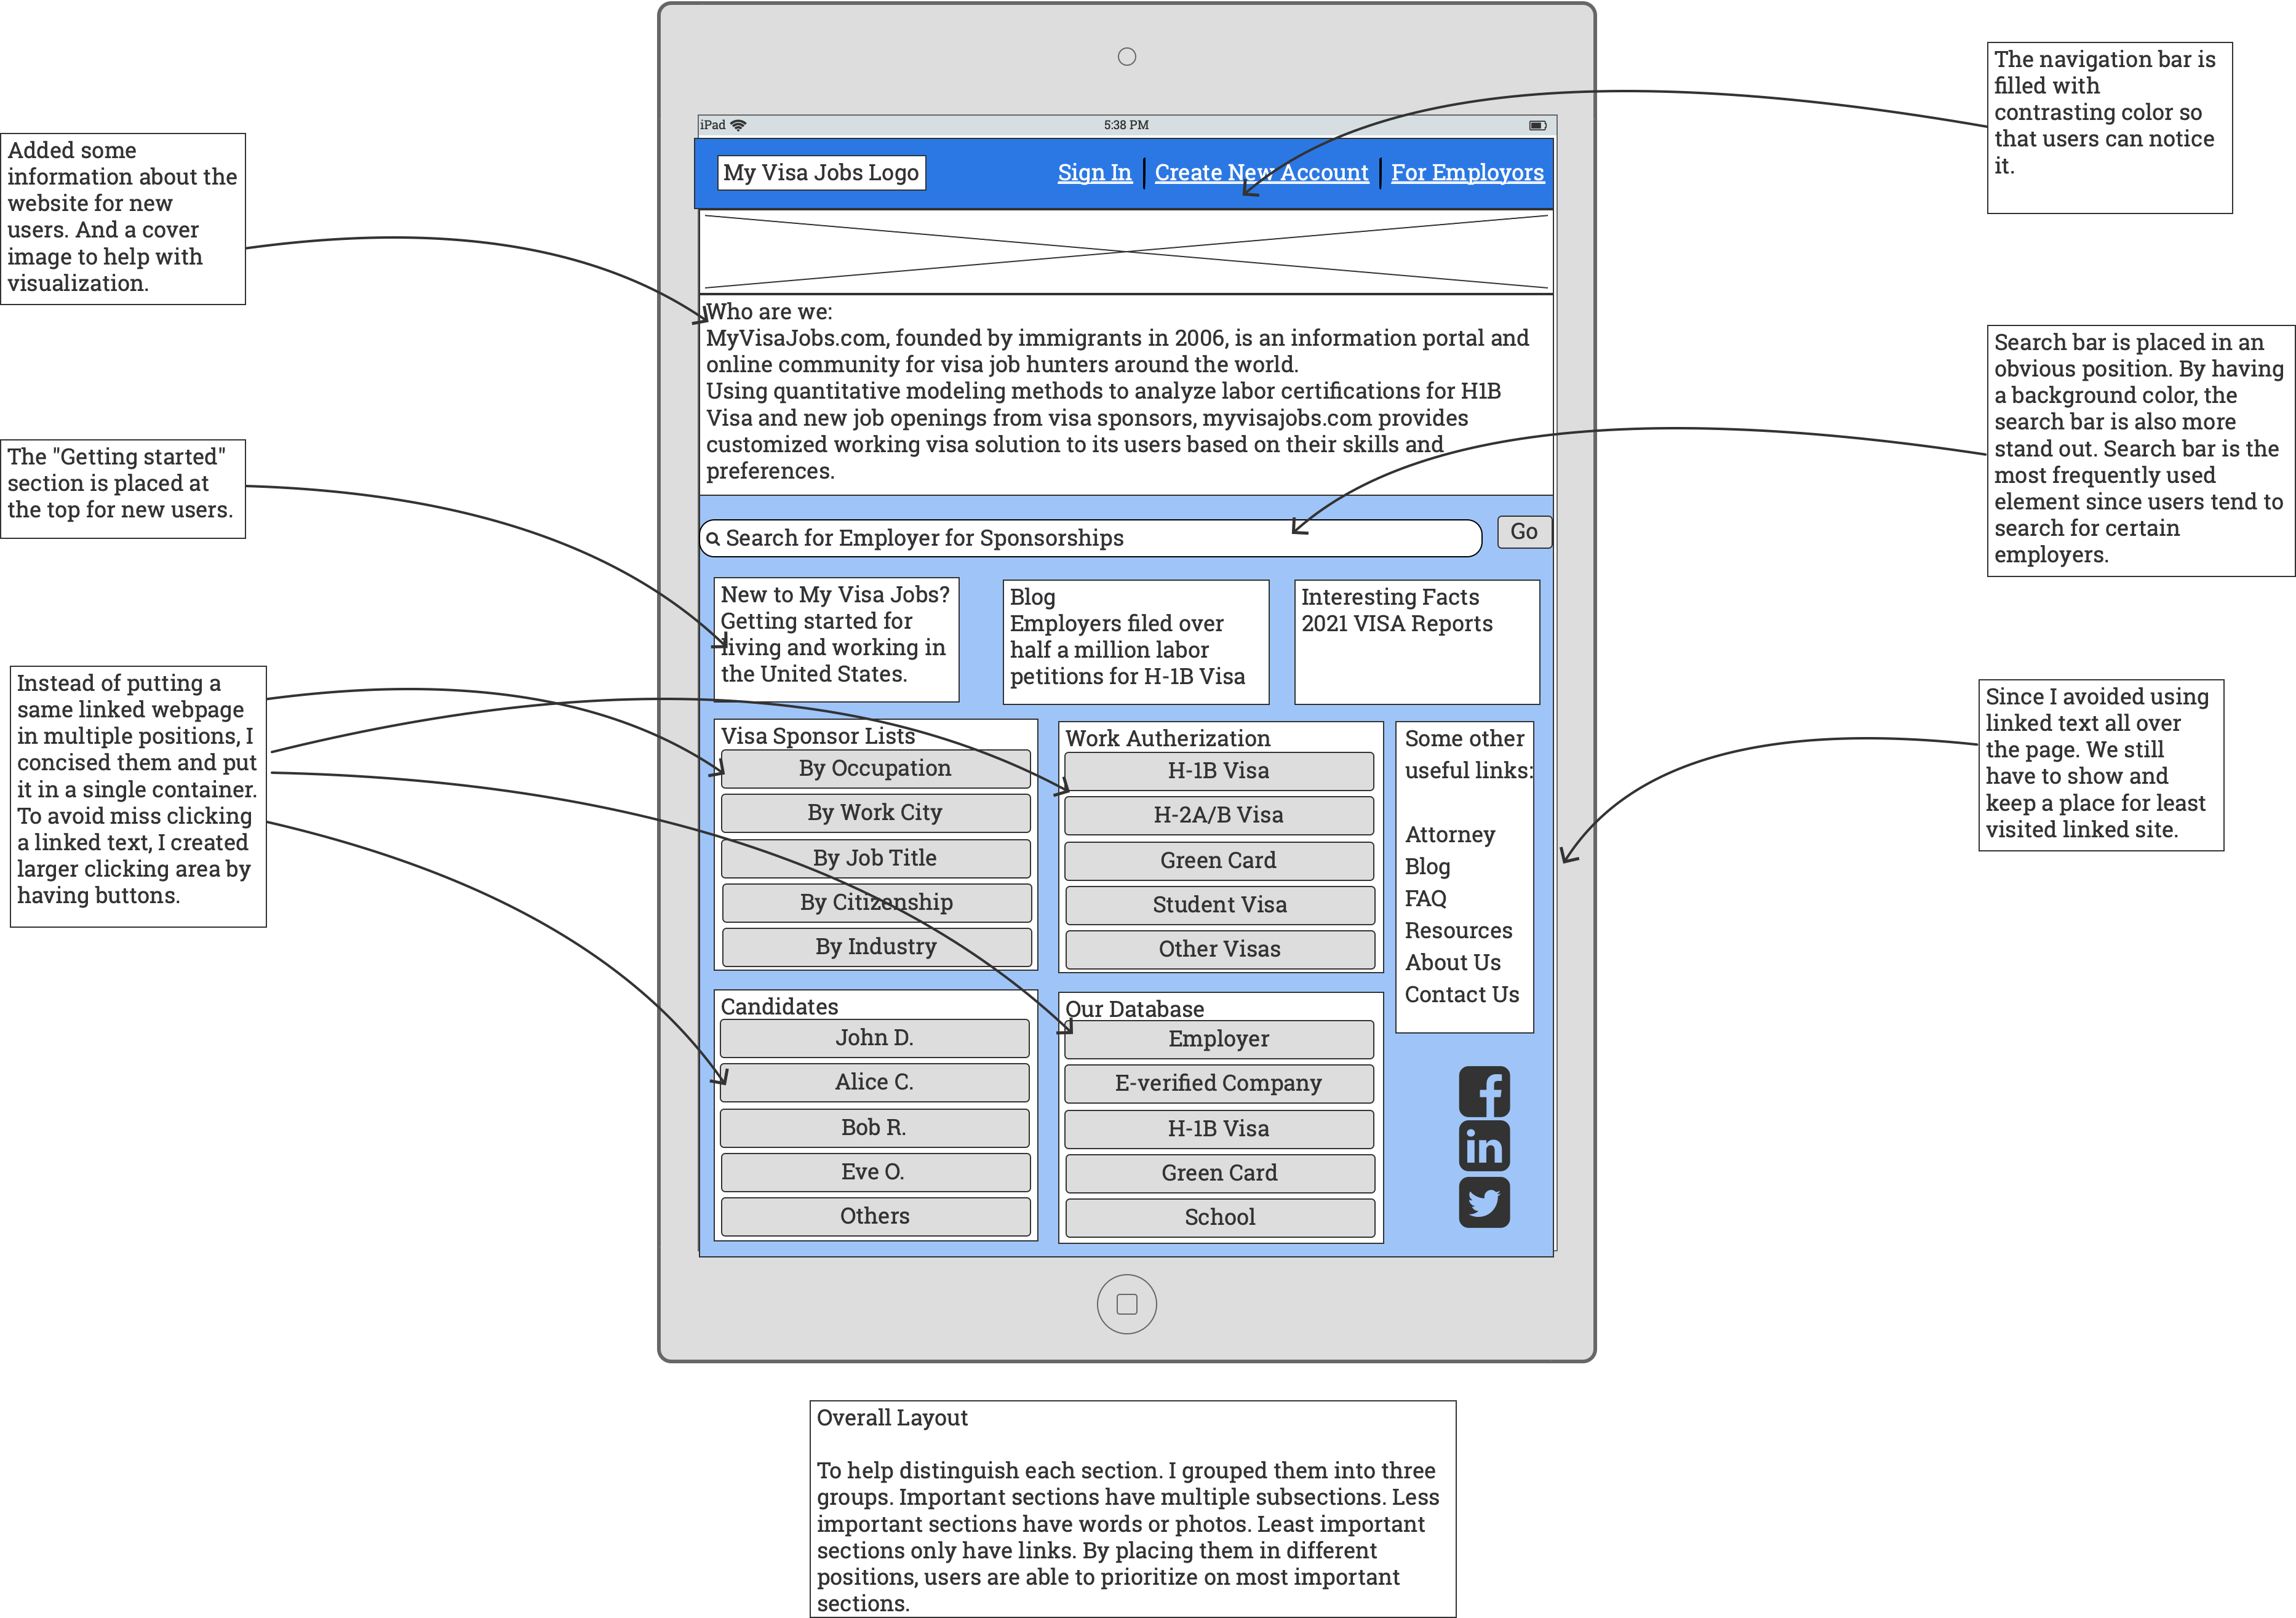 The navigation bar is
filled with
contrasting color so
that users can notice
it.
iPad
5:38 PM
Added some
information about the
website for new
users. And a cover
image to help with
visualization.
My Visa Jobs Logo
Sign In
Create New Account
For Employors
Who are we:
MyVisaJobs.com, founded by immigrants in 2006, is an information portal and
online community for visa job hunters around the world.
Using quantitative modeling methods to analyze labor certifications for H1B
Visa and new job openings from visa sponsors, myvisajobs.com provides
customized working visa solution to its users based on their skills and
preferences.
Search bar is placed in an
obvious position. By having
a background color, the
search bar is also more
stand out. Search bar is the
most frequently used
element since users tend to
search for certain
employers.
The "Getting started"
section is placed at
the top for new users.
Search for Employer for Sponsorships
Go
New to My Visa Jobs?
Getting started for
living and working in
the United States.
Blog
Employers filed over
half a million labor
petitions for H-1B Visa
Interesting Facts
2021 VISA Reports
Instead of putting a
same linked webpage
in multiple positions, I
concised them and put
it in a single container.
To avoid miss clicking
a linked text, I created
larger clicking area by
having buttons.
Visa Sponsor Lists
By Occupation
By Work City
By Job Title
By Citizenship
By Industry
Work Autherization
H-1B Visa
H-2A/B Visa
Green Card
Student Visa
Other Visas
Some other
useful links:
Attorney
Blog
FAQ
Resources
About Us
Contact Us
Since I avoided using
linked text all over
the page. We still
have to show and
keep a place for least
visited linked site.
Candidates
John D.
Alice C.
Bob R.
Eve O.
Others
Our Database
Employer
E-verified Company
H-1B Visa
Green Card
School
Overall Layout
To help distinguish each section. I grouped them into three
groups. Important sections have multiple subsections. Less
important sections have words or photos. Least important
sections only have links. By placing them in different
positions, users are able to prioritize on most important
sections.